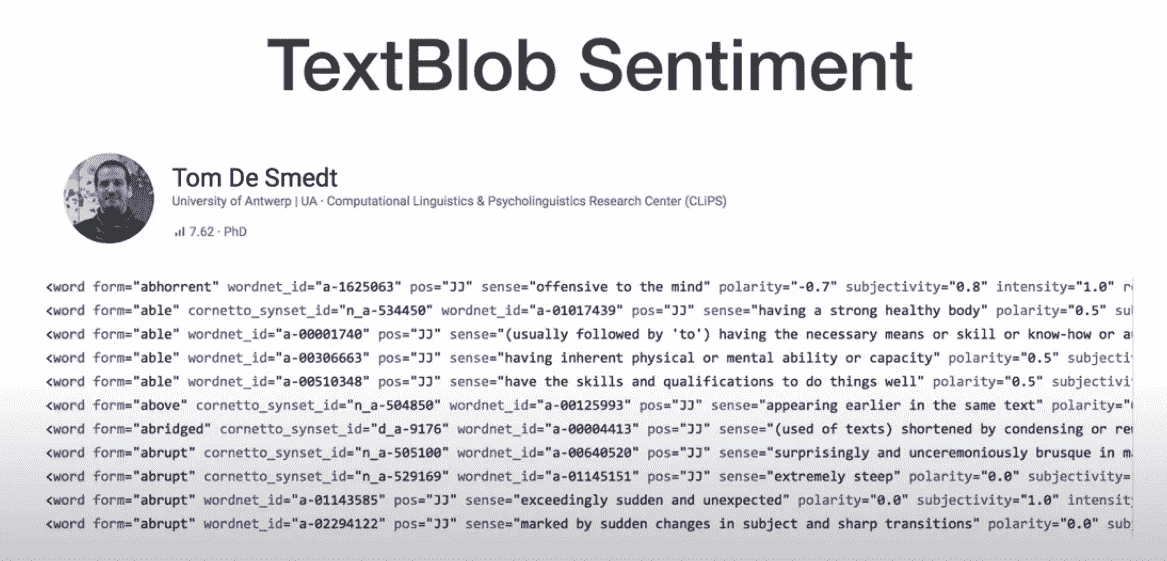 TextBlob Sentiment
Tom De Smedt
University of Antwerp | UA · Computational Linguistics & Psycholinguistics Research Center (CLiPS)
7.62 · PhD
<word form="abhorrent" wordnet_id="a-1625063" pos="JJ" sense="offensive to the mind" polarity="-0.7" subjectivity="0.8" intensity="1.0" r
<word form="able" cornetto_synset_id="n_a-534450" wordnet_id="a-01017439" pos="JJ" sense="having a strong healthy body" polarity="0.5" su
<word form="able" wordnet_id="a-00001740" pos="JJ" sense="(usually followed by 'to') having the necessary means or skill or know-how or a
<word form="able" wordnet_id="a-00306663" pos="JJ" sense="having inherent physical or mental ability or capacity" polarity="0.5" subjecti
<word form="able" wordnet_id="a-00510348" pos="JJ" sense="have the skills and qualifications to do things well" polarity="0.5" subjectivi
<word form="above" cornetto_synset_id="n_a-504850" wordnet_id="a-00125993" pos="JJ" sense="appearing earlier in the same text" polarity="
<word form="abridged" cornetto_synset_id="d_a-9176" wordnet_id="a-00004413" pos="JJ" sense="(used of texts) shortened by condensing or re
<word form="abrupt" cornetto_synset_id="n_a-505100" wordnet_id="a-00640520" pos="JJ" sense="surprisingly and unceremoniously brusque in m
<word form="abrupt" cornetto_synset_id="n_a-529169" wordnet_id="a-01145151" pos="JJ" sense="extremely steep" polarity="0.0" subjectivity=
<word form="abrupt" wordnet_id="a-01143585" pos="JJ" sense="exceedingly sudden and unexpected" polarity="0.0" subjectivity="1.0" intensit
<word form="abrupt" wordnet_id="a-02294122" pos="JJ" sense="marked by sudden changes in subject and sharp transitions" polarity="0.0" sub